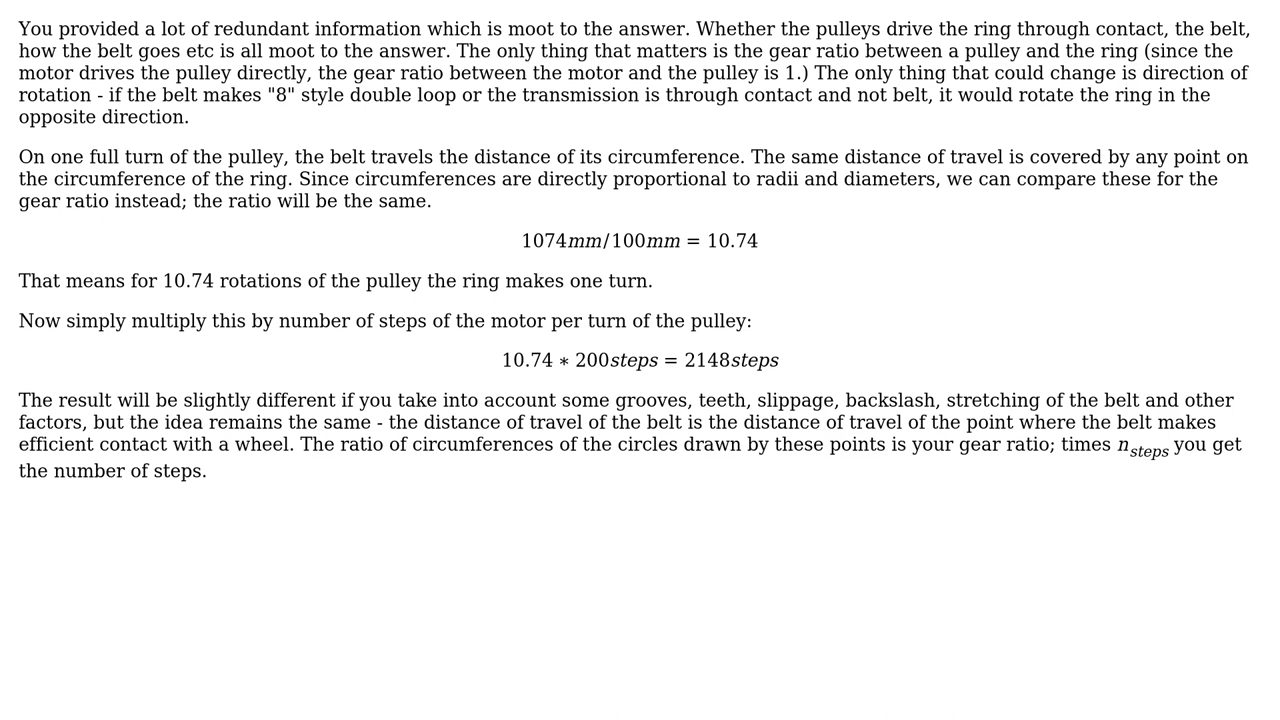 You provided a lot of redundant information which is moot to the answer. Whether the pulleys drive the ring through contact, the belt,
how the belt goes etc is all moot to the answer. The only thing that matters is the gear ratio between a pulley and the ring (since the
motor drives the pulley directly, the gear ratio between the motor and the pulley is 1.) The only thing that could change is direction of
rotation - if the belt makes "8" style double loop or the transmission is through contact and not belt, it would rotate the ring in the
opposite direction.
On one full turn of the pulley, the belt travels the distance of its circumference. The same distance of travel is covered by any point on
the circumference of the ring. Since circumferences are directly proportional to radii and diameters, we can compare these for the
gear ratio instead; the ratio will be the same.
1074mm/100mm = 10.74
That means for 10.74 rotations of the pulley the ring makes one turn.
Now simply multiply this by number of steps of the motor per turn of the pulley:
10.74 * 200steps = 2148steps
The result will be slightly different if you take into account some grooves, teeth, slippage, backslash, stretching of the belt and other
factors, but the idea remains the same - the distance of travel of the belt is the distance of travel of the point where the belt makes
efficient contact with a wheel. The ratio of circumferences of the circles drawn by these points is your gear ratio; times n_steps you get
the number of steps.